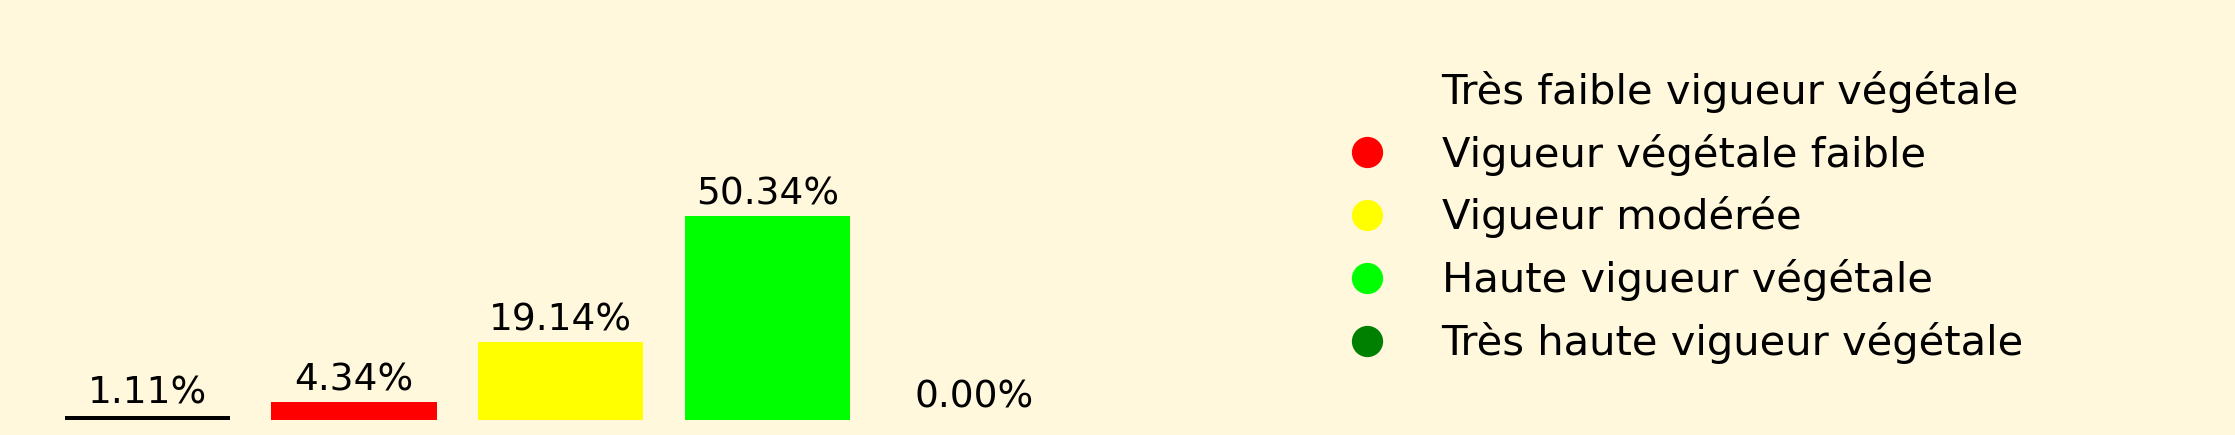 1.11%
4.34%
19.14%
50.34%
0.00%
Très faible vigueur végétale
Vigueur végétale faible
Vigueur modérée
Haute vigueur végétale
Très haute vigueur végétale